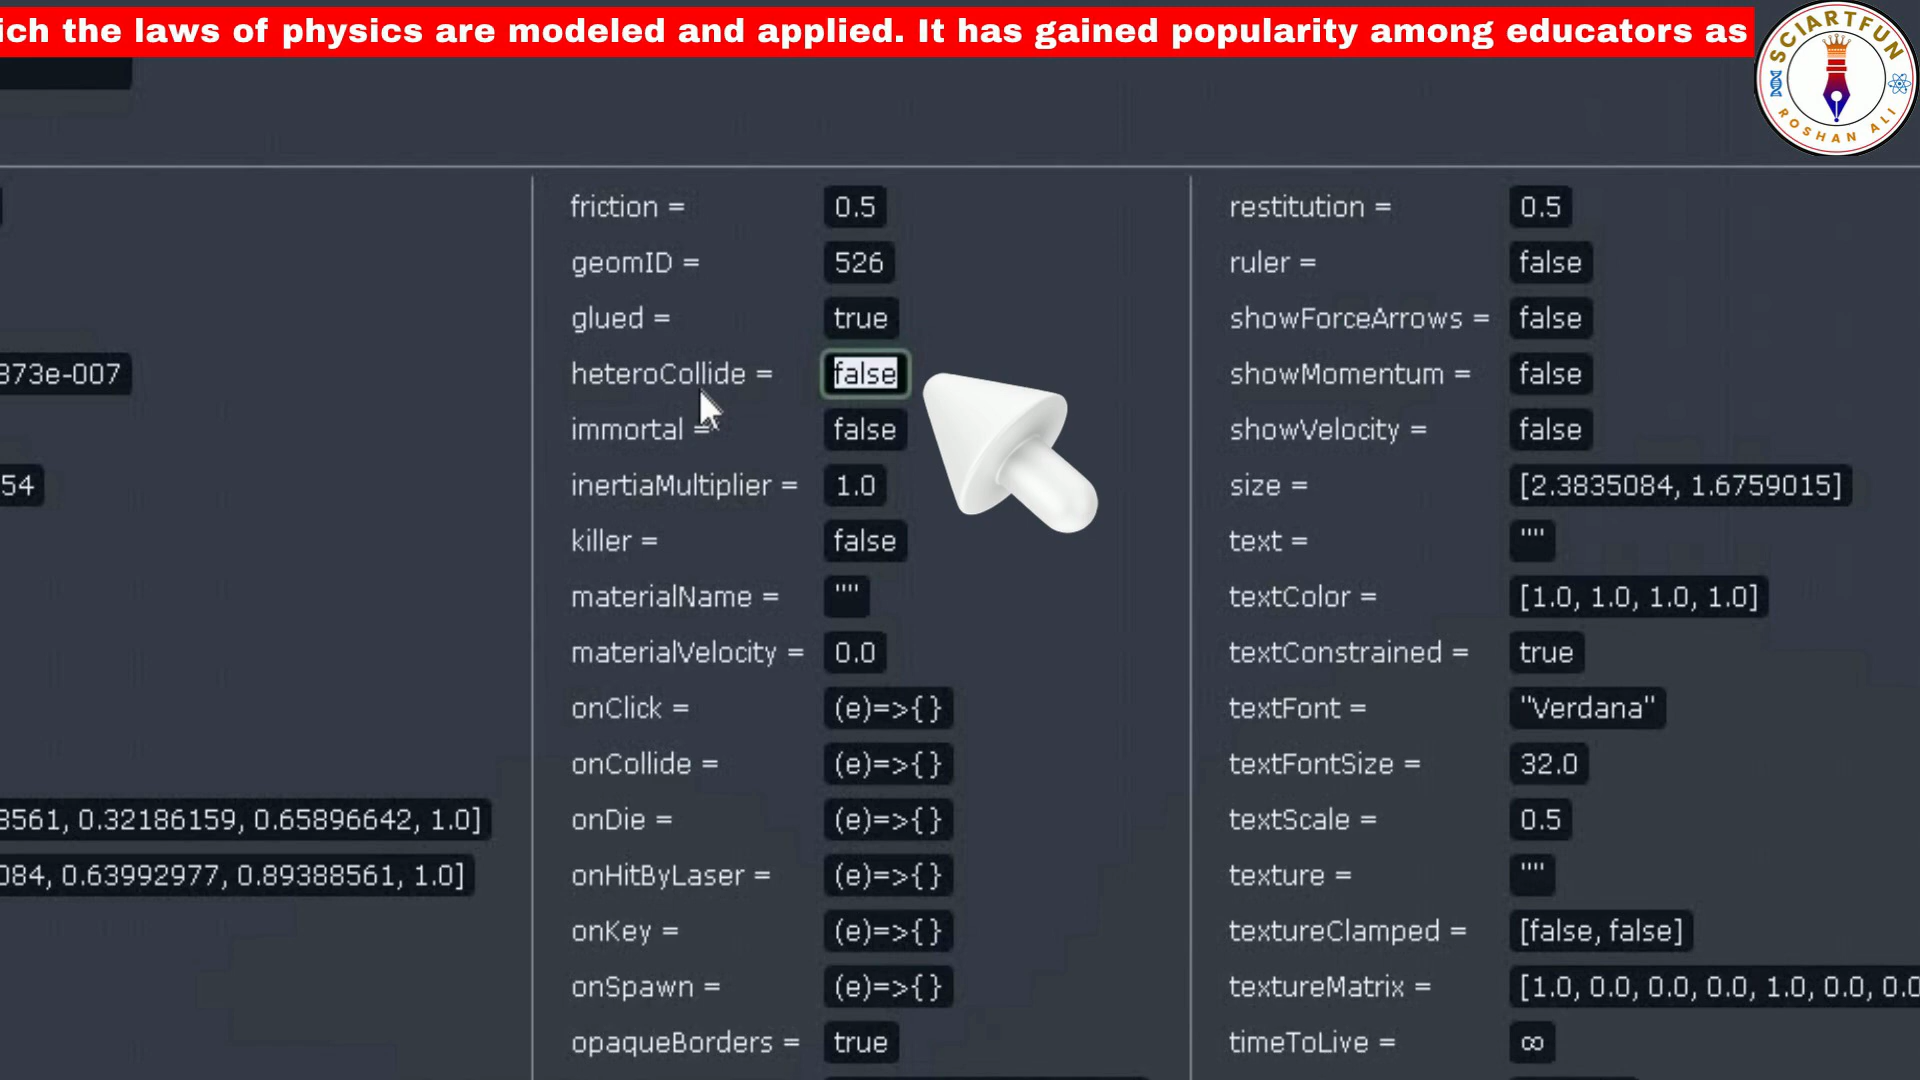 ich the laws of physics are modeled and applied. It has gained popularity among educators as
SCIARTFUN
ROSHAN ALI
873e-007
54
8561, 0.32186159, 0.65896642, 1.0]
084, 0.63992977, 0.89388561, 1.0]
friction = 0.5
geomID = 526
glued = true
heteroCollide = false
immortal = false
inertiaMultiplier = 1.0
killer = false
materialName = ""
materialVelocity = 0.0
onClick = (e)=>{}
onCollide = (e)=>{}
onDie = (e)=>{}
onHitByLaser = (e)=>{}
onKey = (e)=>{}
onSpawn = (e)=>{}
opaqueBorders = true
restitution = 0.5
ruler = false
showForceArrows = false
showMomentum = false
showVelocity = false
size = [2.3835084, 1.6759015]
text = ""
textColor = [1.0, 1.0, 1.0, 1.0]
textConstrained = true
textFont = "Verdana"
textFontSize = 32.0
textScale = 0.5
texture = ""
textureClamped = [false, false]
textureMatrix = [1.0, 0.0, 0.0, 0.0, 1.0, 0.0, 0.0
timeToLive = ∞